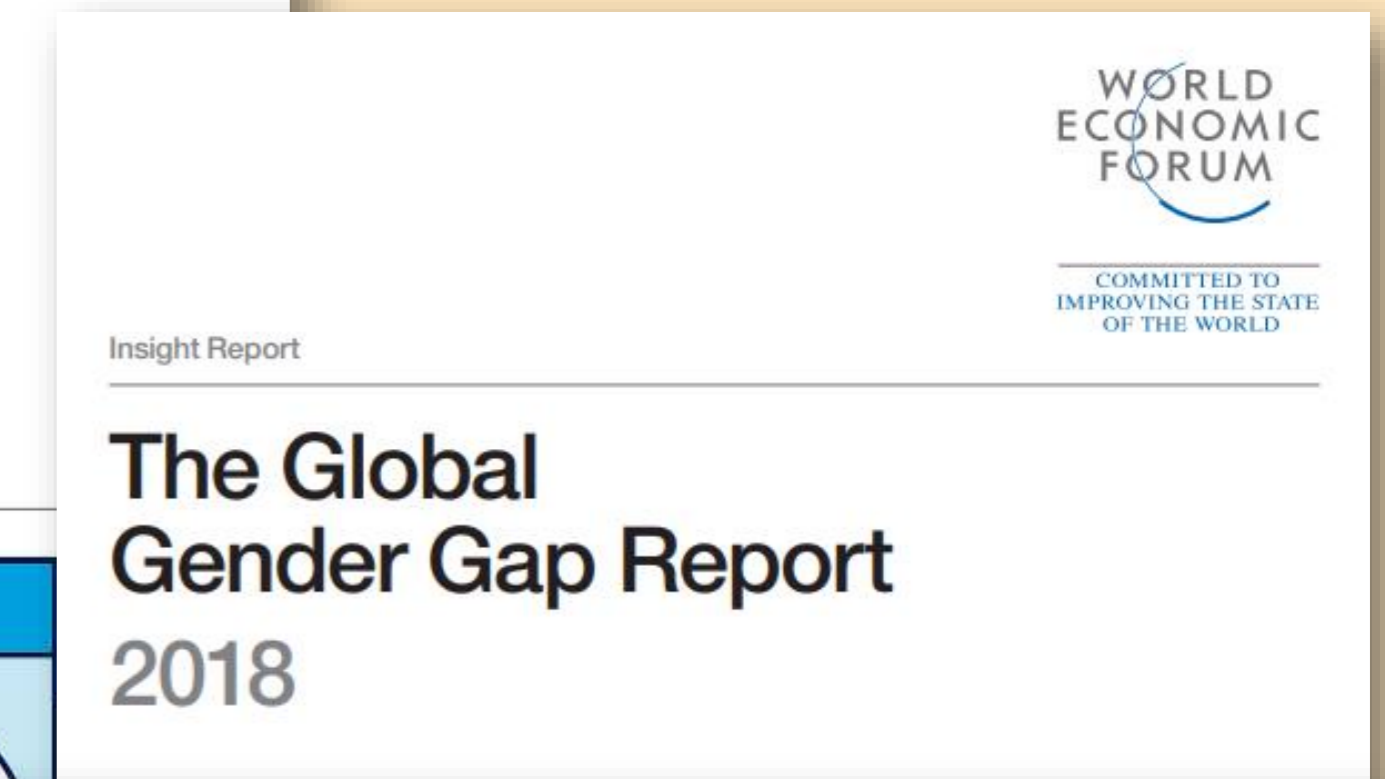 WORLD
ECONOMIC
FORUM
COMMITTED TO
IMPROVING THE STATE
OF THE WORLD
Insight Report
The Global
Gender Gap Report
2018